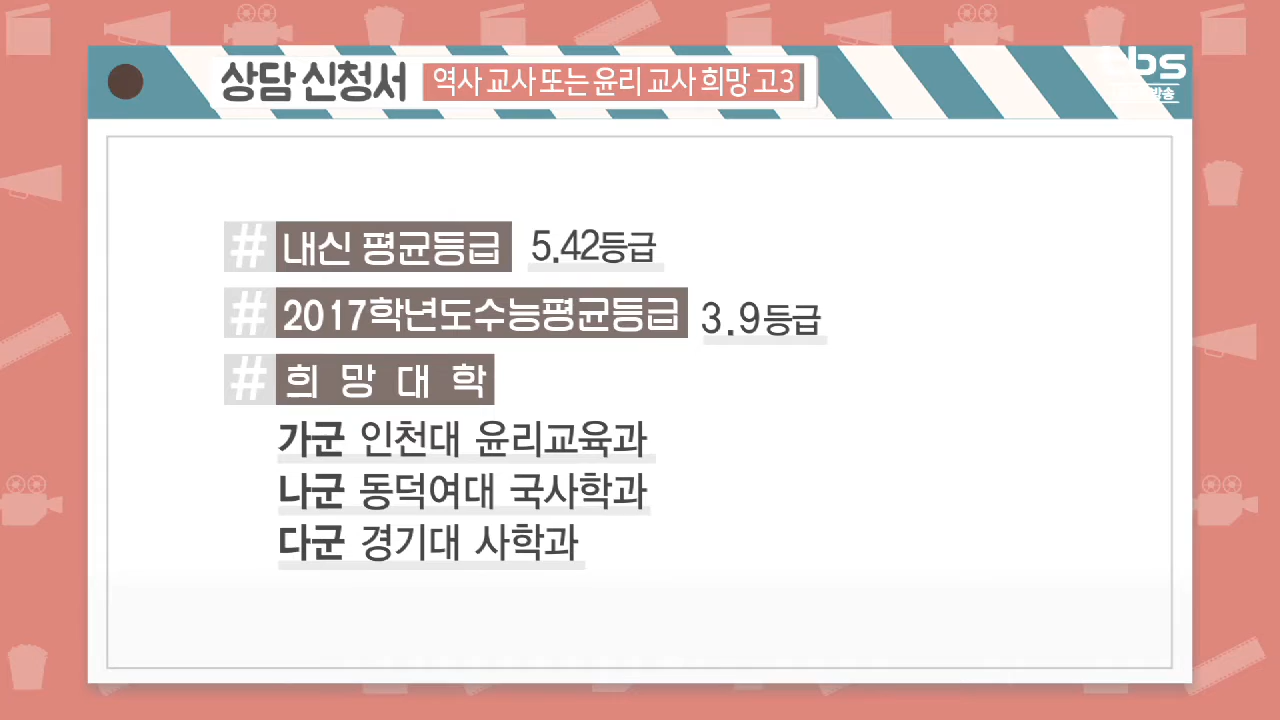 상담 신청서 역사 교사 또는 윤리 교사 희망 고3
tbs
방송
# 내신 평균등급 5.42등급
# 2017학년도수능평균등급 3.9등급
# 희 망 대 학
가군 인천대 윤리교육과
나군 동덕여대 국사학과
다군 경기대 사학과